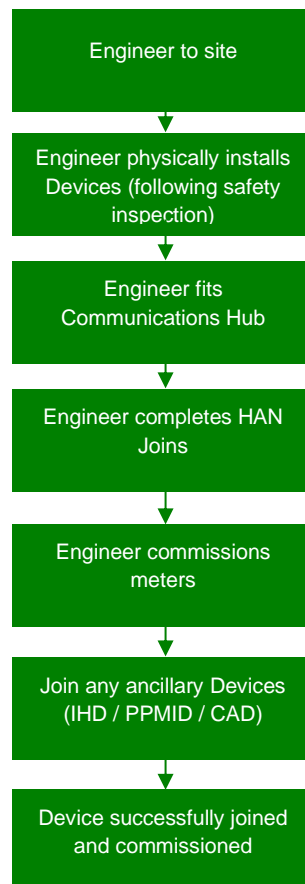 Engineer to site
Engineer physically installs
Devices (following safety
inspection)
Engineer fits
Communications Hub
Engineer completes HAN
Joins
Engineer commissions
meters
Join any ancillary Devices
(IHD / PPMID / CAD)
Device successfully joined
and commissioned